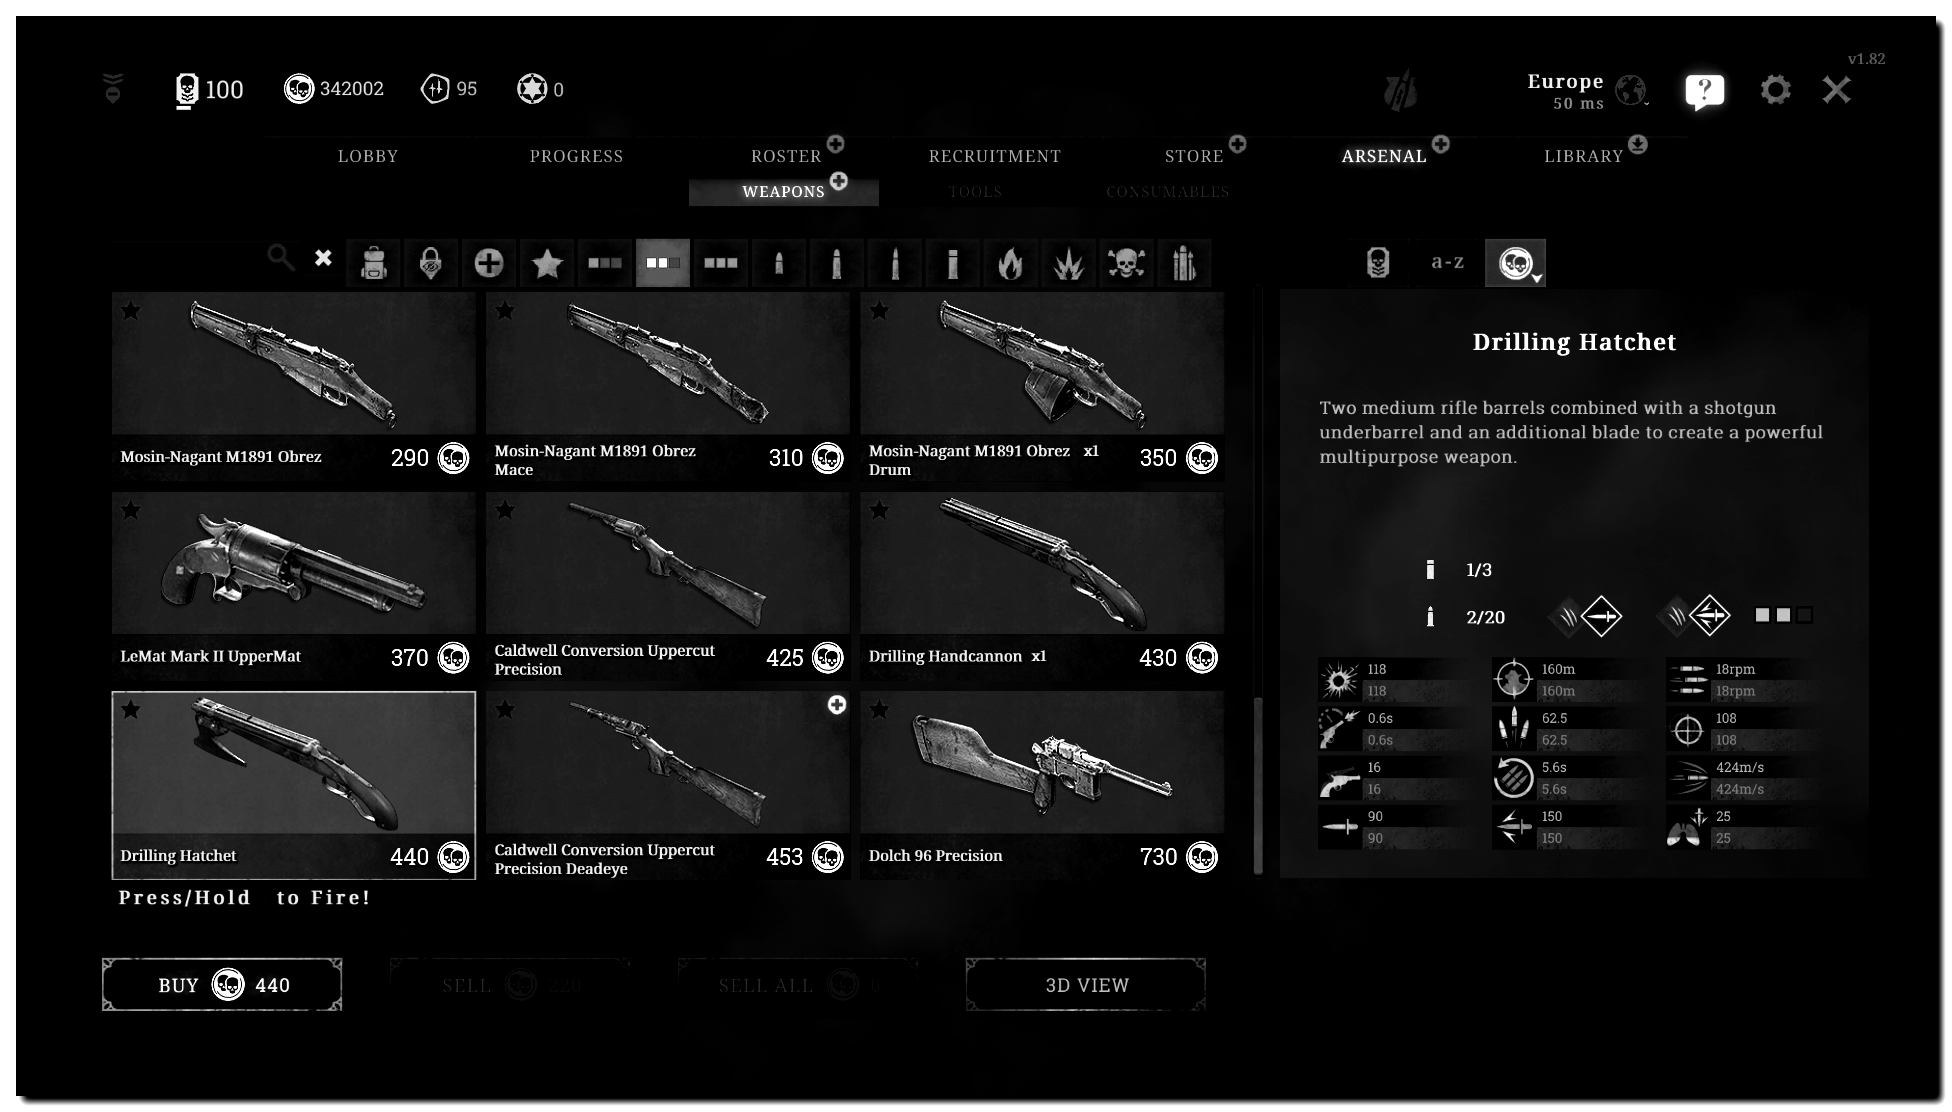 v1.82
100 342002 95 0
Europe
50 ms
?
LOBBY PROGRESS ROSTER RECRUITMENT STORE ARSENAL LIBRARY
WEAPONS TOOLS CONSUMABLES
a-z
Mosin-Nagant M1891 Obrez 290
Mosin-Nagant M1891 Obrez
Mace
310
Mosin-Nagant M1891 Obrez x1
Drum
350
LeMat Mark II UpperMat 370
Caldwell Conversion Uppercut
Precision
425
Drilling Handcannon x1 430
Drilling Hatchet 440
Caldwell Conversion Uppercut
Precision Deadeye
453
Dolch 96 Precision 730
Press/Hold to Fire!
BUY 440
SELL 220
SELL ALL 0
3D VIEW
Drilling Hatchet
Two medium rifle barrels combined with a shotgun
underbarrel and an additional blade to create a powerful
multipurpose weapon.
1/3
2/20
118 160m 18rpm
118 160m 18rpm
0.6s 62.5 108
0.6s 62.5 108
16 5.6s 424m/s
16 5.6s 424m/s
90 150 25
90 150 25